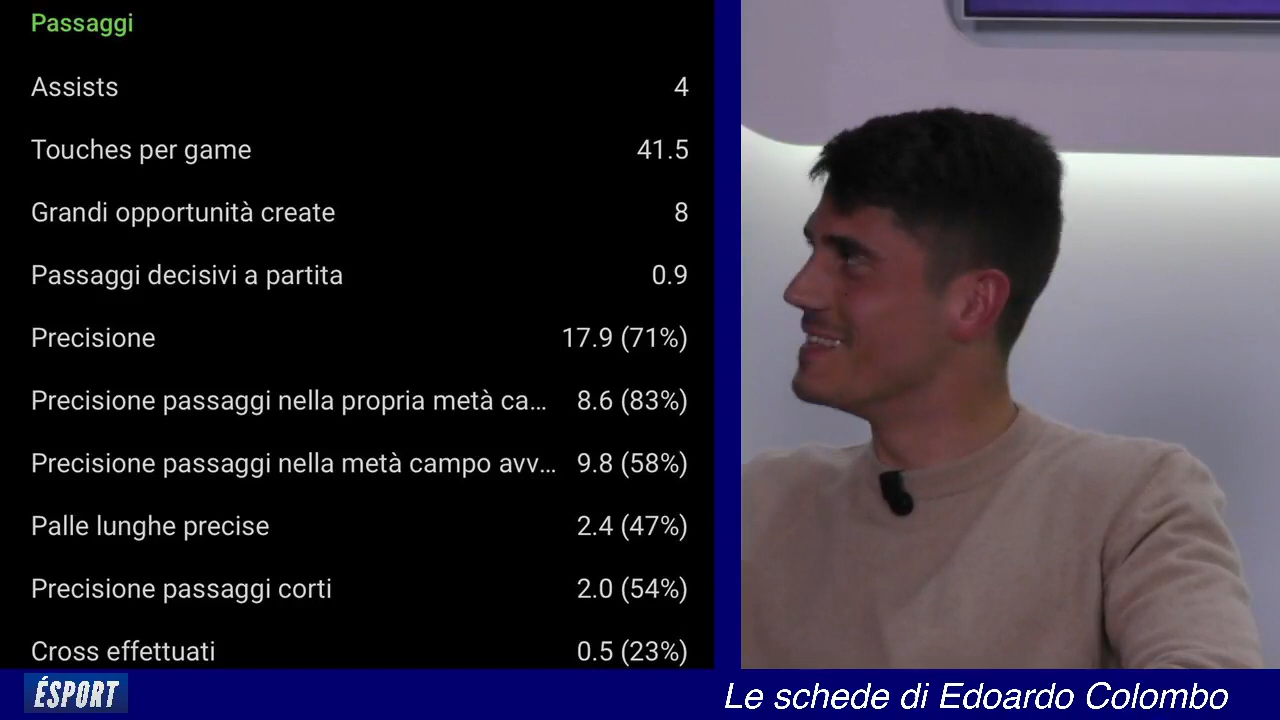 Passaggi
Assists 4
Touches per game 41.5
Grandi opportunità create 8
Passaggi decisivi a partita 0.9
Precisione 17.9 (71%)
Precisione passaggi nella propria metà ca... 8.6 (83%)
Precisione passaggi nella metà campo avv... 9.8 (58%)
Palle lunghe precise 2.4 (47%)
Precisione passaggi corti 2.0 (54%)
Cross effettuati 0.5 (23%)
ÉSPORT
Le schede di Edoardo Colombo